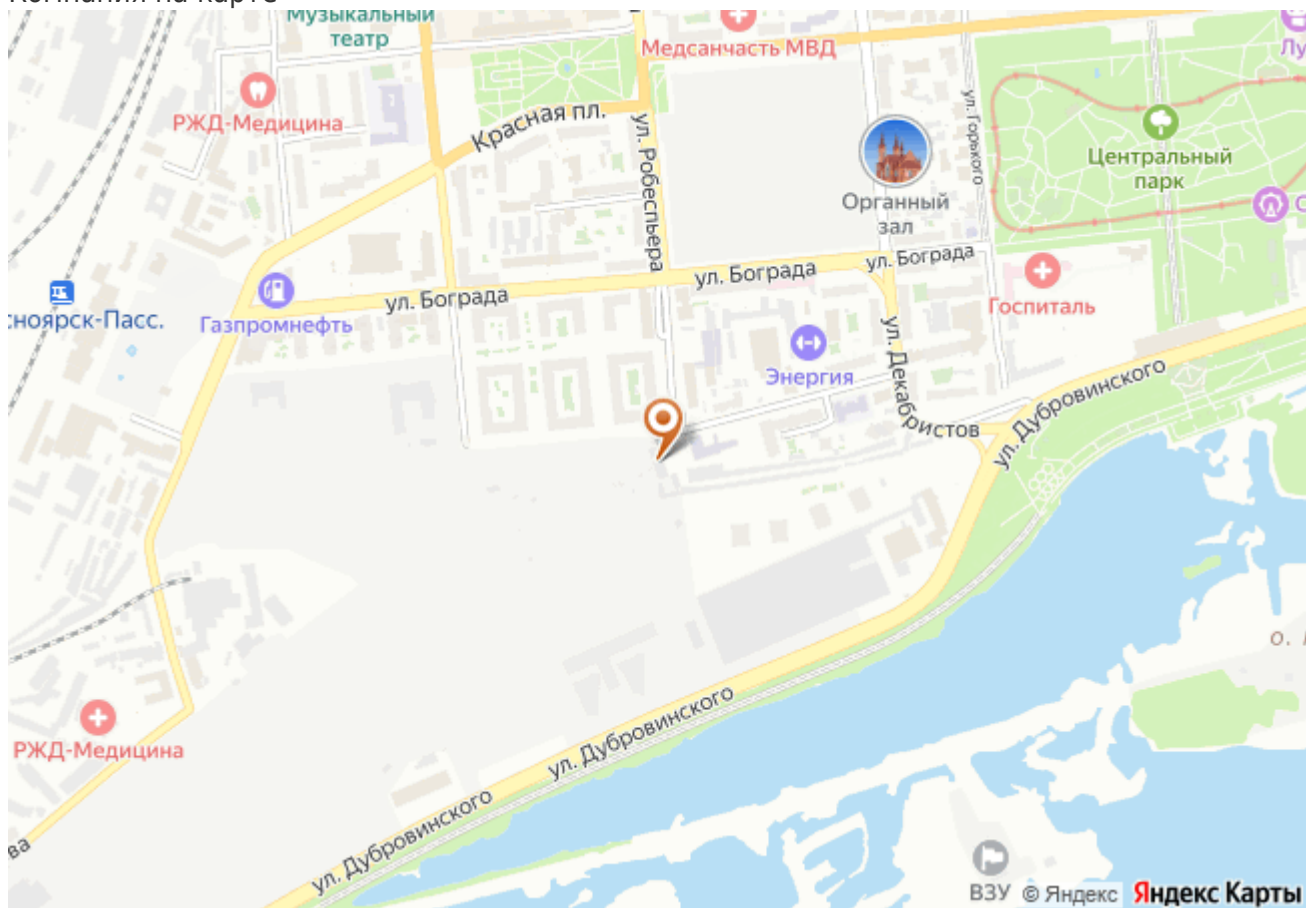 Музыкальный
театр
Медсанчасть МВД
РЖД-Медицина
Красная пл.
ул. Робеспьера
ул. Горького
Центральный
парк
Органный
зал
ул. Бограда
ул. Бограда
ул. Бограда
Госпиталь
сноярск-Пасс.
Газпромнефть
Энергия
ул. Декабристов
ул. Дубровинского
РЖД-Медицина
ул. Дубровинского
ул. Дубровинского
ВЗУ
© Яндекс Яндекс Карты